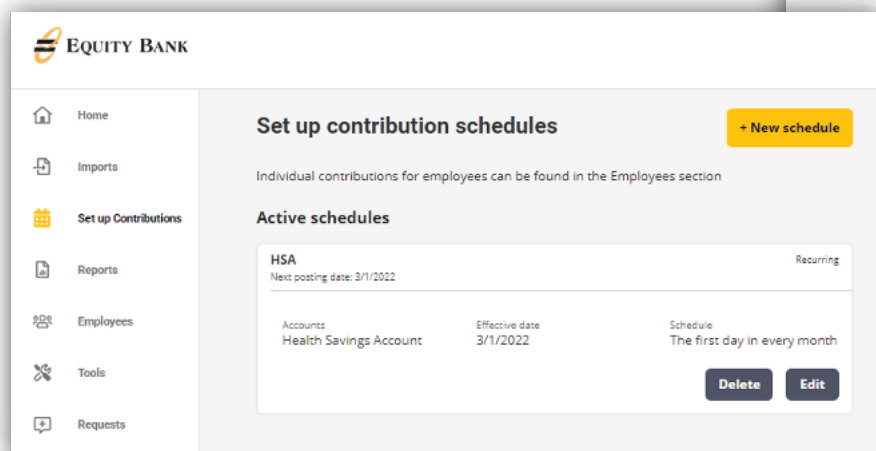 EQUITY BANK
Home
Imports
Set up Contributions
Reports
Employees
Tools
Requests
Set up contribution schedules
+ New schedule
Individual contributions for employees can be found in the Employees section
Active schedules
HSA
Recurring
Next posting date: 3/1/2022
Accounts
Health Savings Account
Effective date
3/1/2022
Schedule
The first day in every month
Delete
Edit